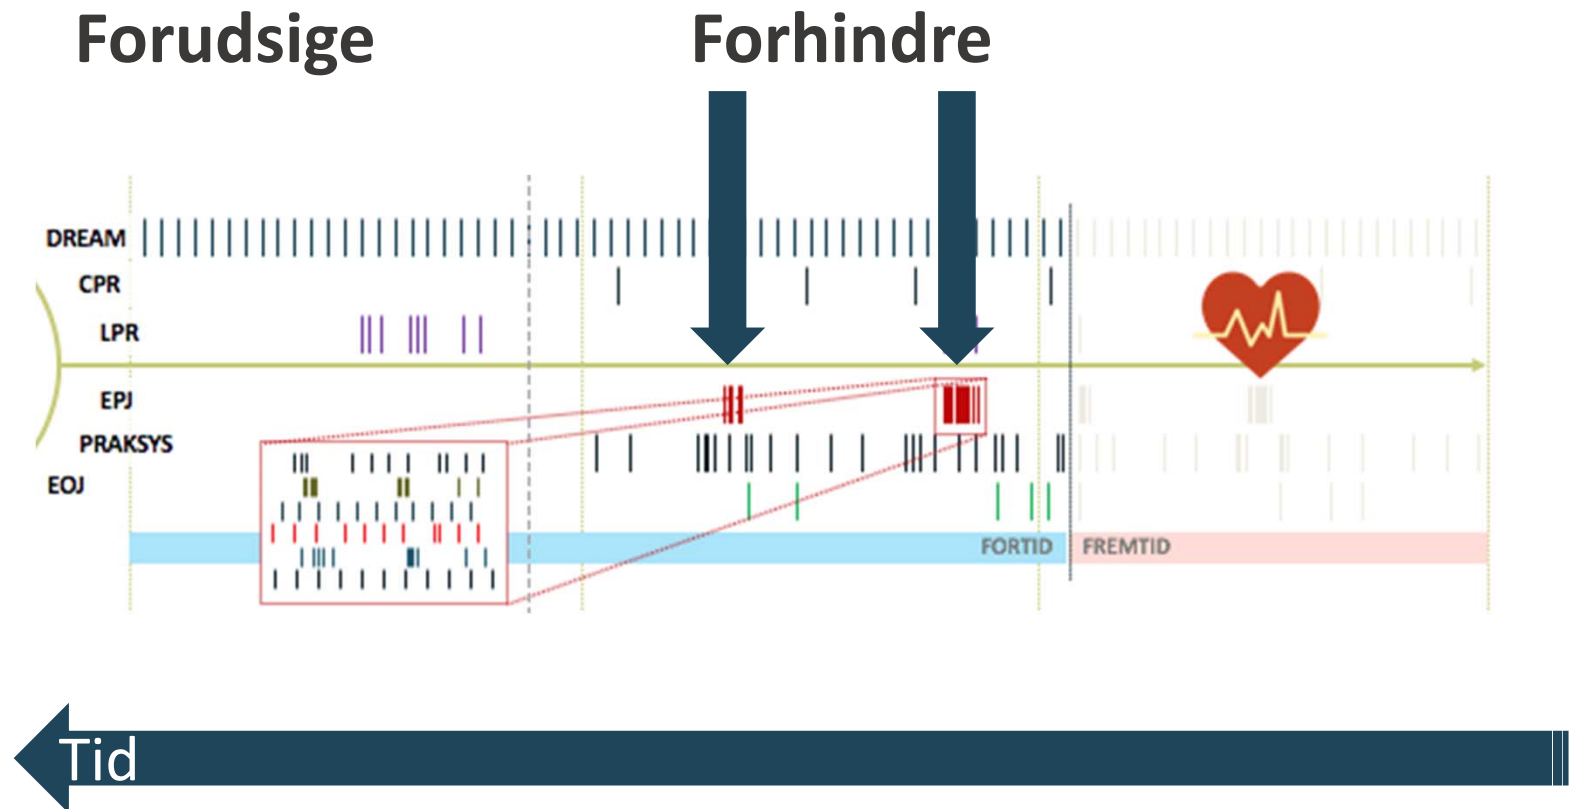 Forudsige
Forhindre
DREAM
CPR
LPR
EPJ
PRAKSYS
EOJ
FORTID
FREMTID
Tid